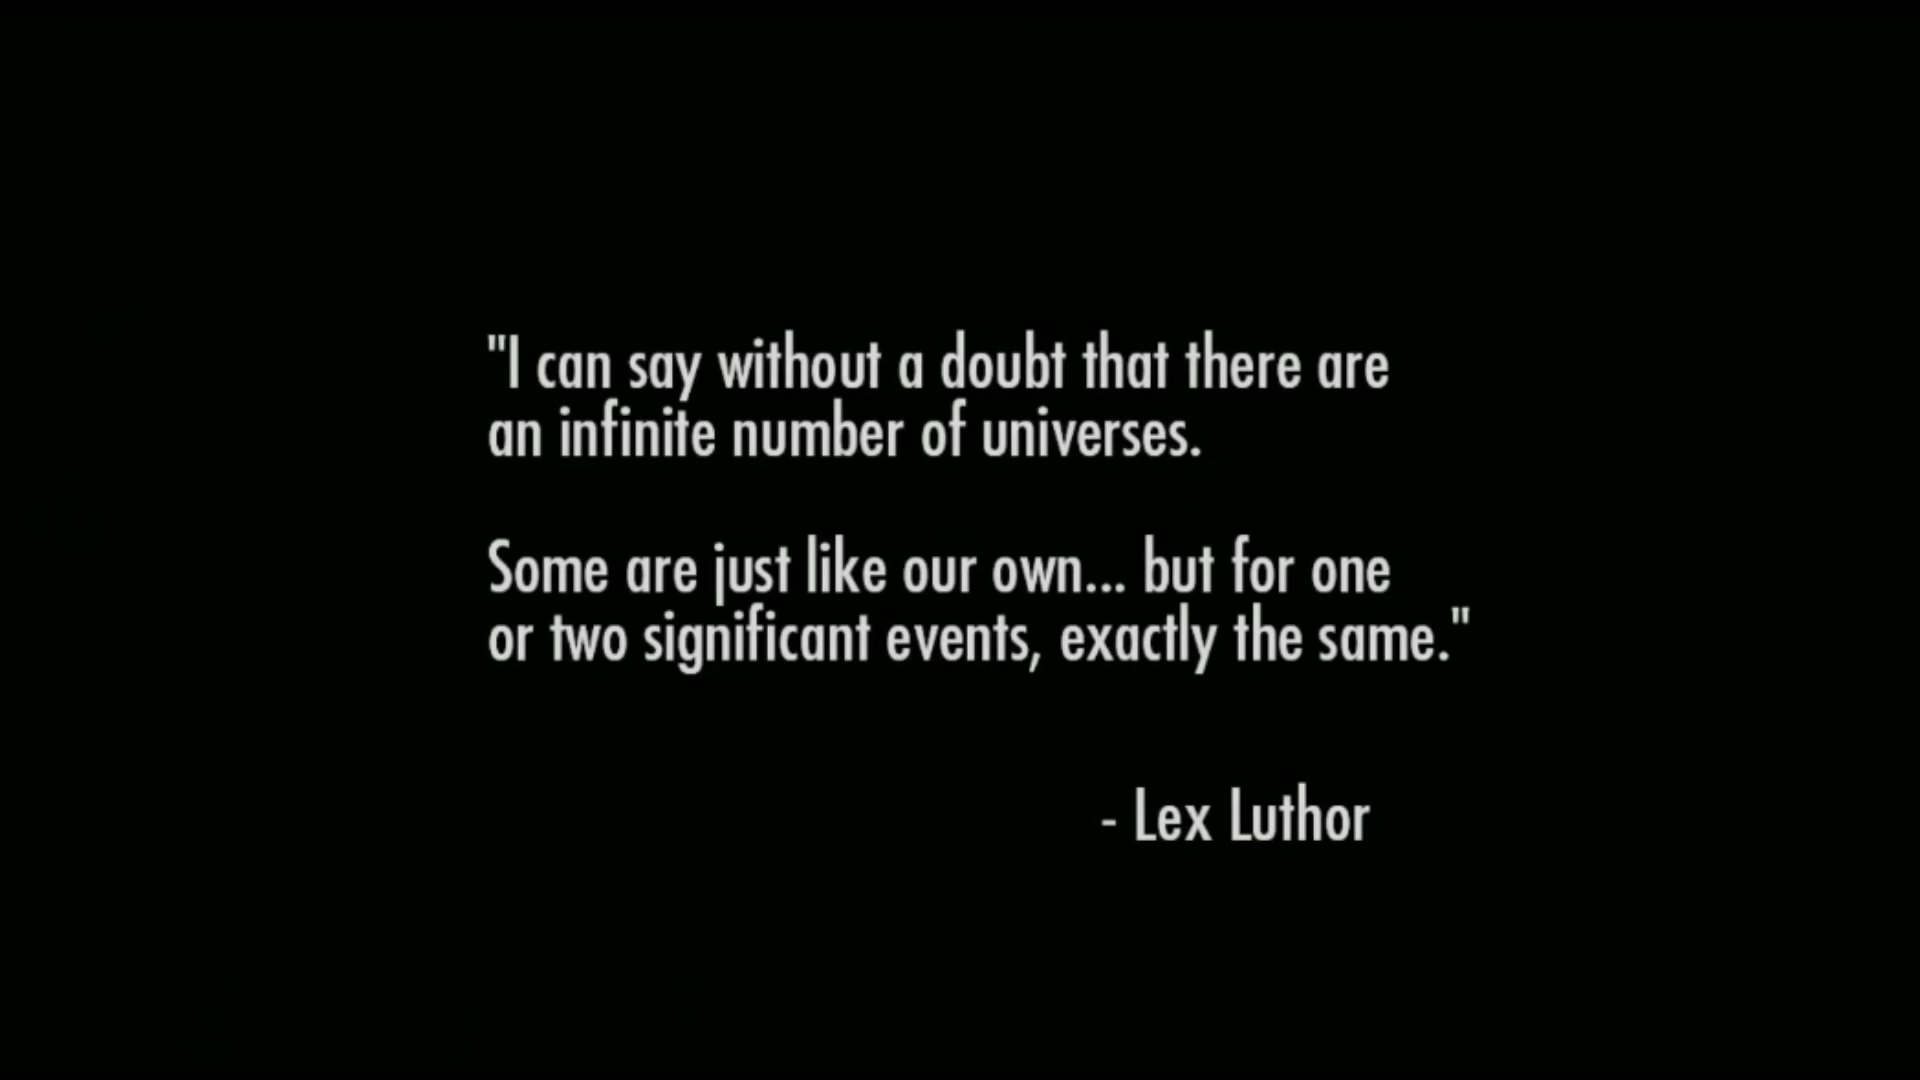 "I can say without a doubt that there are
an infinite number of universes.
Some are just like our own... but for one
or two significant events, exactly the same."
- Lex Luthor